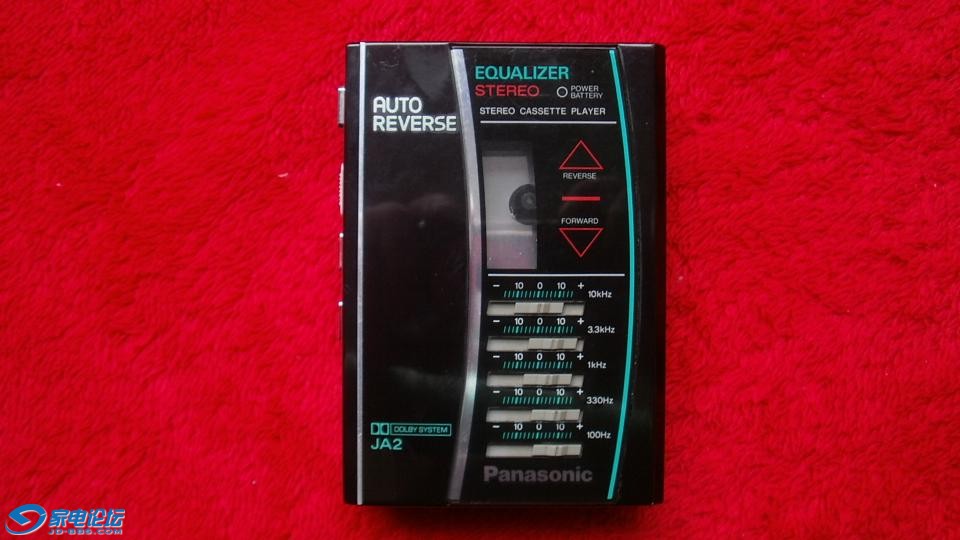 EQUALIZER
STEREO
POWER
BATTERY
STEREO CASSETTE PLAYER
AUTO
REVERSE
REVERSE
FORWARD
− 10 0 10 +
10kHz
− 10 0 10 +
3.3kHz
− 10 0 10 +
1kHz
− 10 0 10 +
330Hz
− 10 0 10 +
100Hz
DOLBY SYSTEM
JA2
Panasonic
家电论坛
JD-BBS.COM